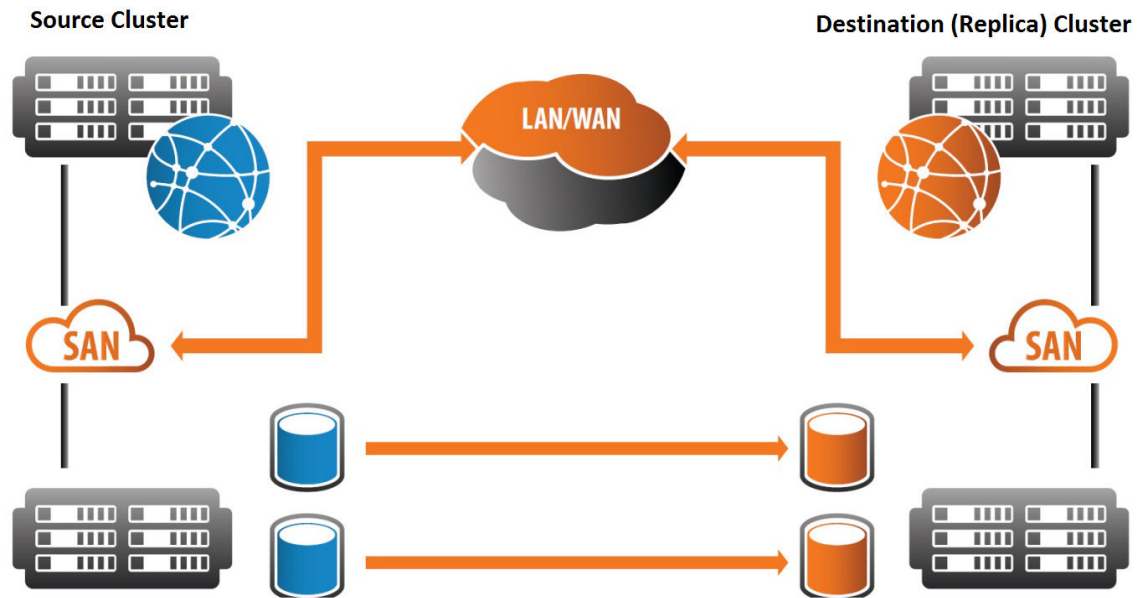 Source Cluster
Destination (Replica) Cluster
LAN/WAN
SAN
SAN